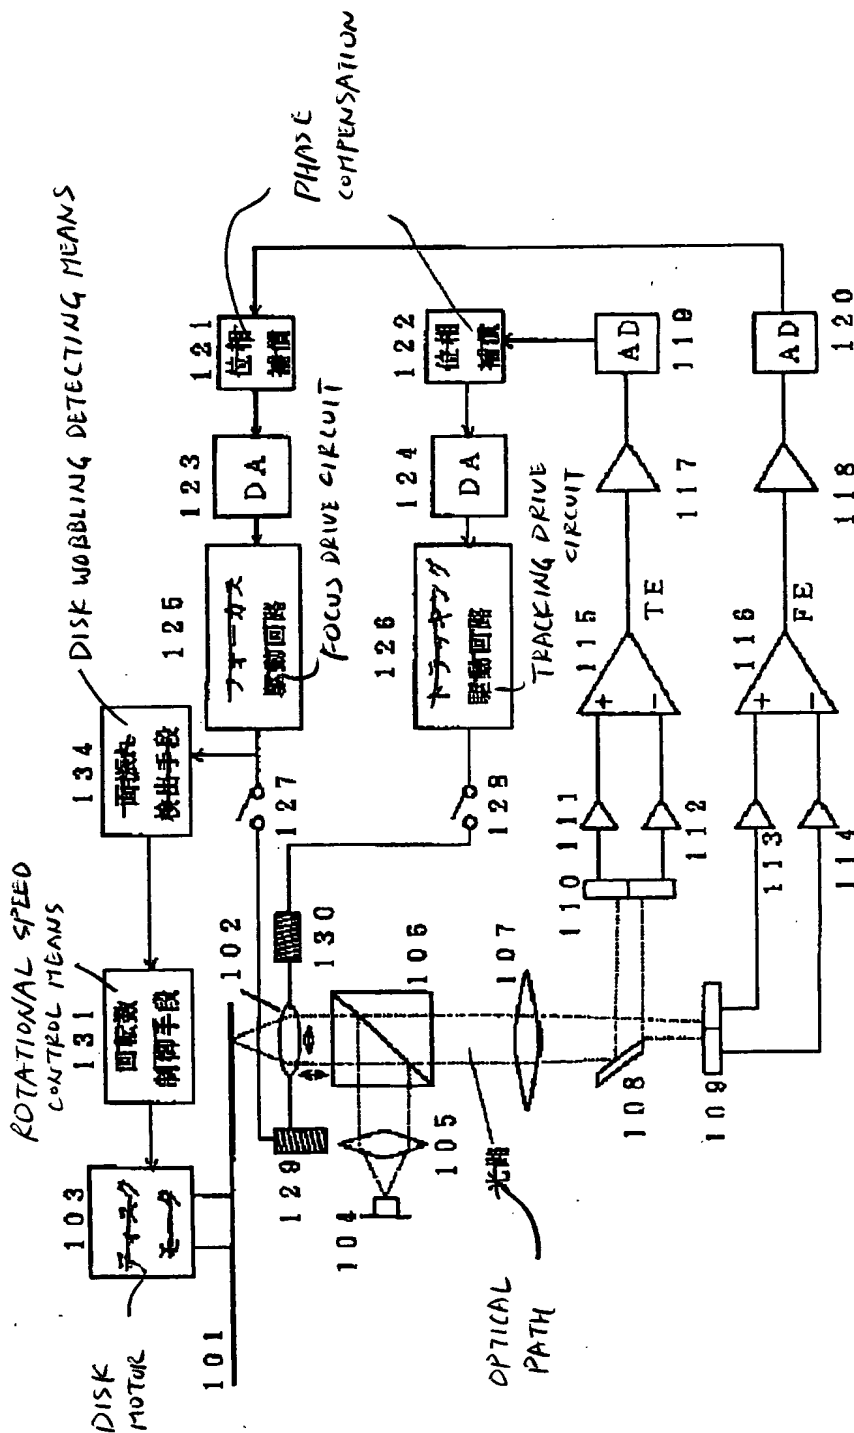 DISK
MOTOR
ROTATIONAL SPEED
CONTROL MEANS
DISK WOBBLING DETECTING MEANS
PHASE
COMPENSATION
103
ディスク
モータ
131
回転数
制御手段
134
面振れ
検出手段
125
フォーカス
駆動回路
FOCUS DRIVE CIRCUIT
123
DA
121
位相
補償
101
102
127
129
130
126
トラッキング
駆動回路
TRACKING DRIVE
CIRCUIT
124
DA
122
位相
補償
128
104
105
106
光路
OPTICAL
PATH
107
108
109
110
111
112
113
114
115
+
-
TE
116
+
-
FE
117
118
119
AD
120
AD